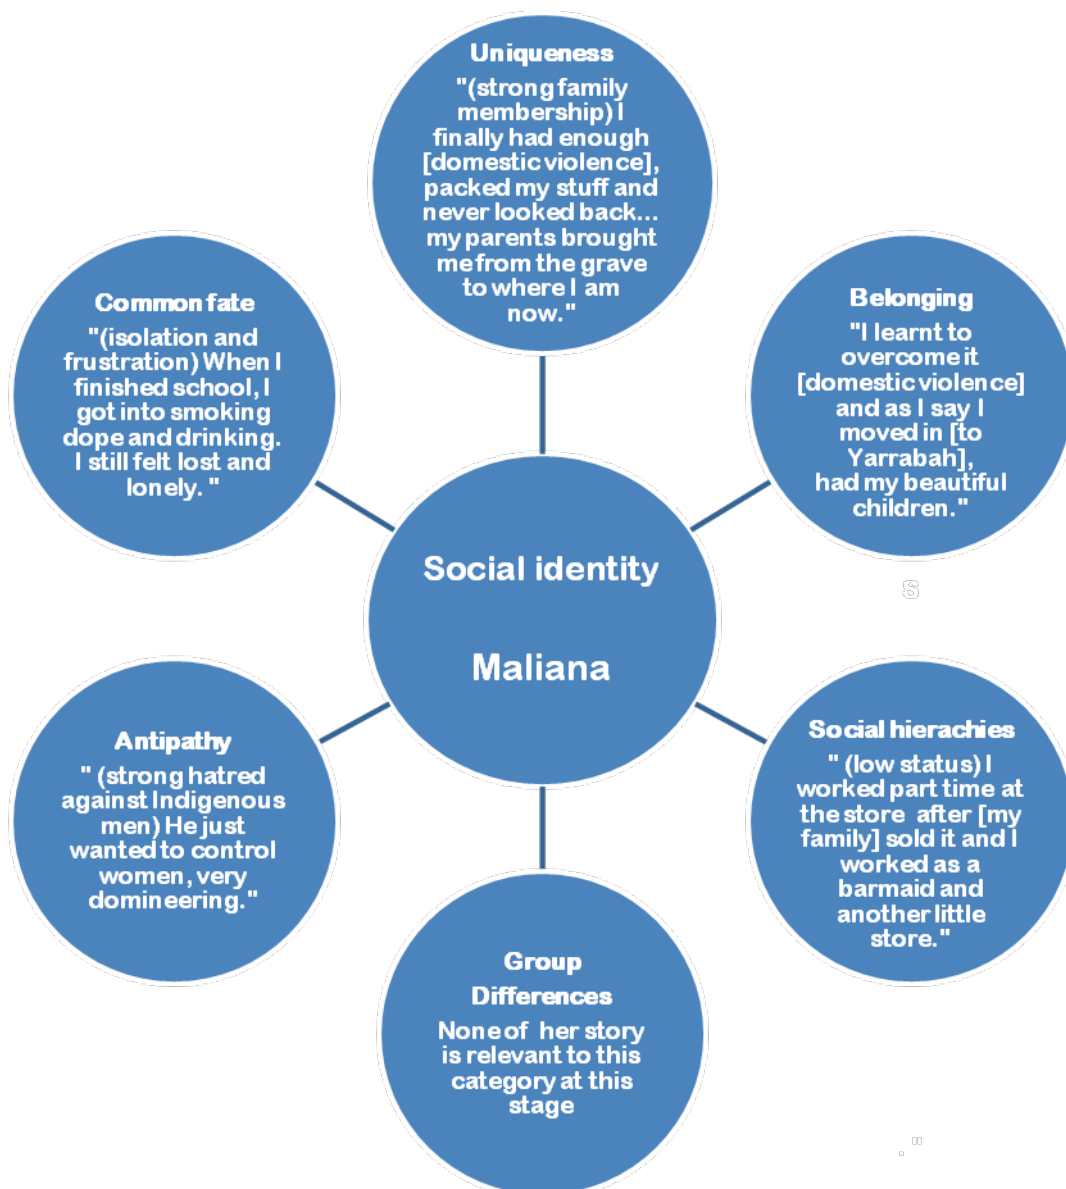 Uniqueness
"(strong family
membership) I
finally had enough
[domestic violence],
packed my stuff and
never looked back...
my parents brought
me from the grave
to where I am
now."
Belonging
"I learnt to
overcome it
[domestic violence]
and as I say I
moved in [to
Yarrabah],
had my beautiful
children."
s
Social hierachies
" (low status) I
worked part time at
the store after [my
family] sold it and I
worked as a
barmaid and
another little
store."
."
Group
Differences
None of her story
is relevant to this
category at this
stage
Antipathy
" (strong hatred
against Indigenous
men) He just
wanted to control
women, very
domineering."
Common fate
"(isolation and
frustration) When I
finished school, I
got into smoking
dope and drinking.
I still felt lost and
lonely. "
Social identity
Maliana